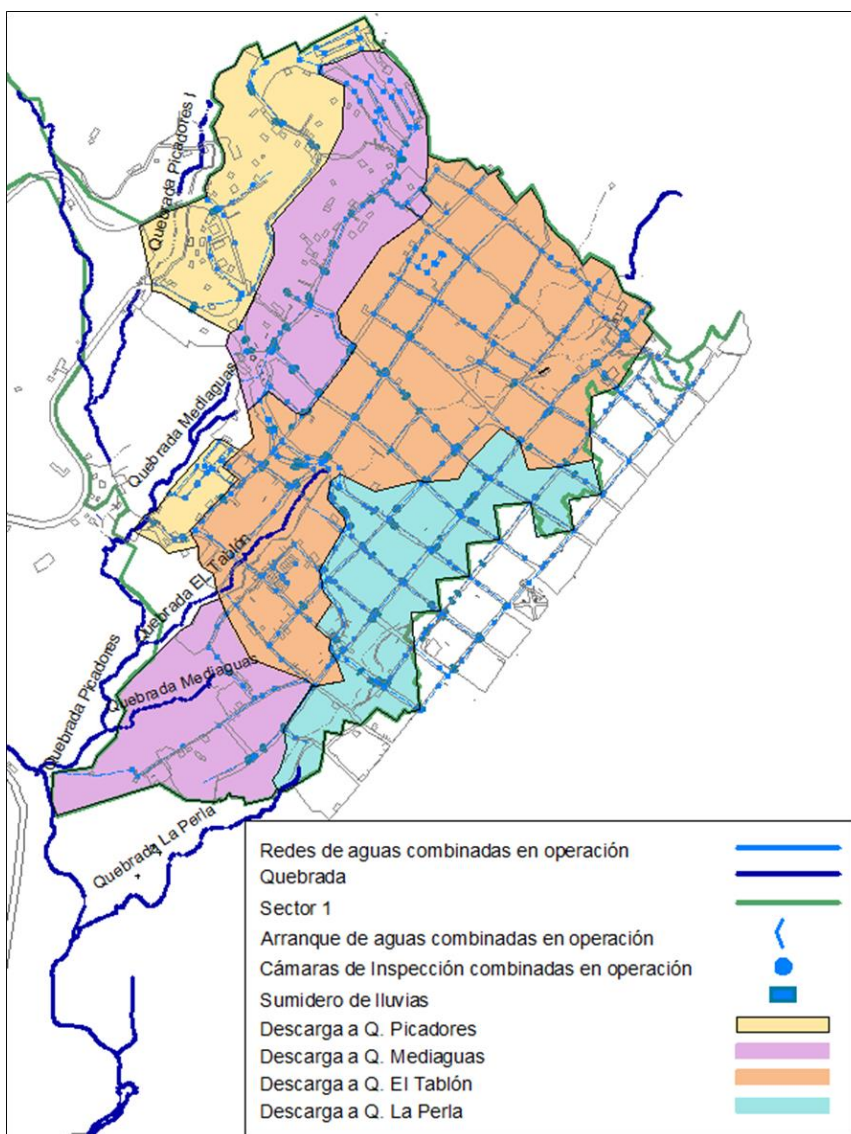 Quebrada Picadores I
Quebrada Mediaguas
Quebrada El Tablón
Quebrada Picadores
Quebrada Mediaguas
Quebrada La Perla
Redes de aguas combinadas en operación
Quebrada
Sector 1
Arranque de aguas combinadas en operación
Cámaras de Inspección combinadas en operación
Sumidero de lluvias
Descarga a Q. Picadores
Descarga a Q. Mediaguas
Descarga a Q. El Tablón
Descarga a Q. La Perla